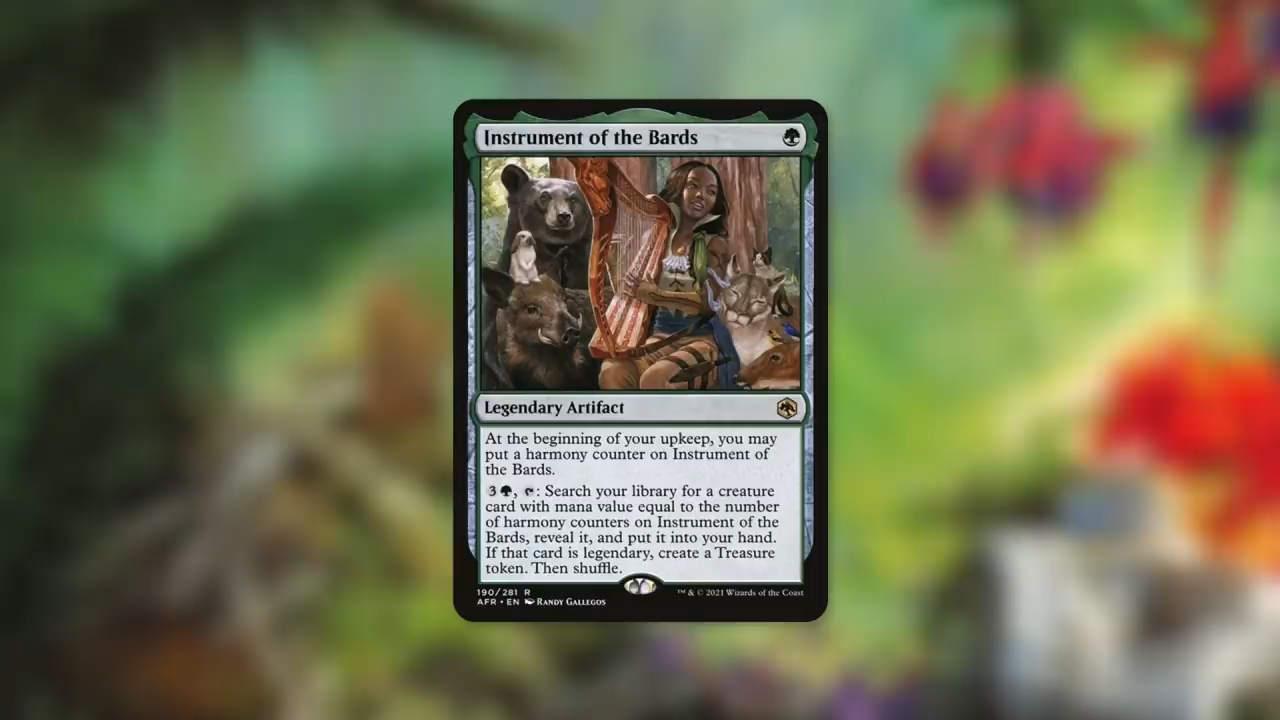 Instrument of the Bards
Legendary Artifact
At the beginning of your upkeep, you may
put a harmony counter on Instrument of
the Bards.
3 , : Search your library for a creature
card with mana value equal to the number
of harmony counters on Instrument of the
Bards, reveal it, and put it into your hand.
If that card is legendary, create a Treasure
token. Then shuffle.
190/281 R
AFR • EN Randy Gallegos
™ & © 2021 Wizards of the Coast